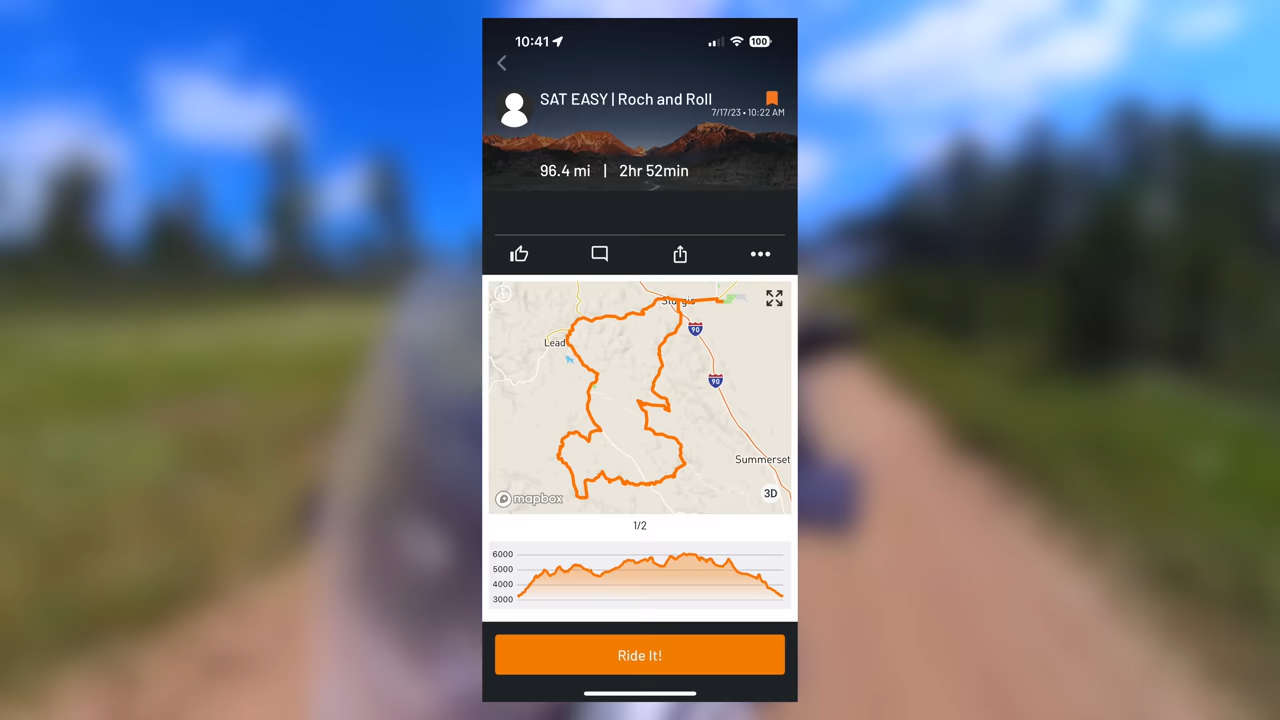 10:41
100
SAT EASY | Roch and Roll
7/17/23 • 10:22 AM
96.4 mi | 2hr 52min
Sturgis
90
Lead
90
Summerset
mapbox
3D
1/2
6000
5000
4000
3000
Ride It!